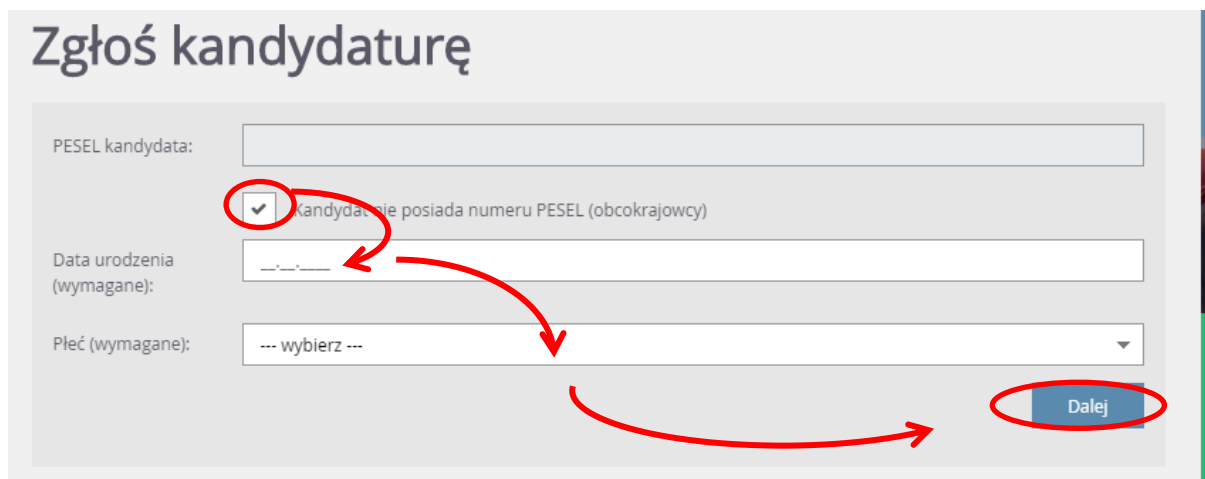 Zgłoś kandydaturę
PESEL kandydata:
Kandydat nie posiada numeru PESEL (obcokrajowcy)
Data urodzenia
(wymagane):
__.__.____
Płeć (wymagane):
--- wybierz ---
Dalej